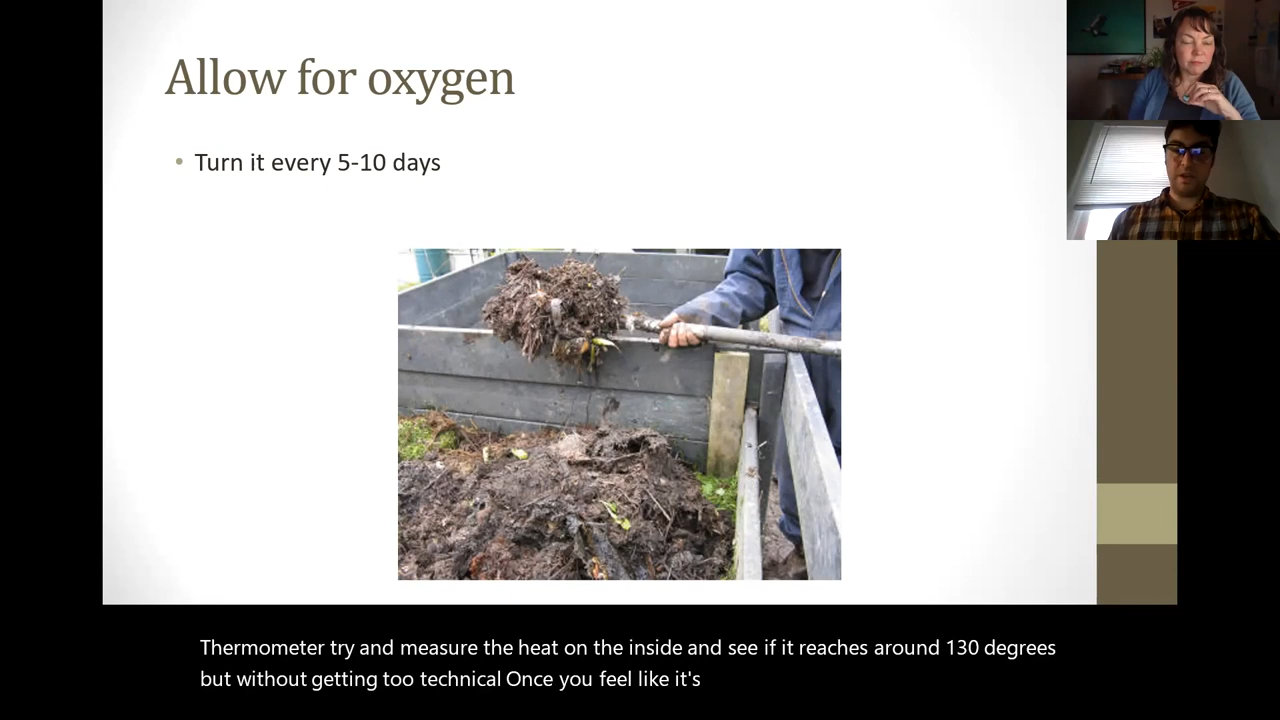 Allow for oxygen
• Turn it every 5-10 days
Thermometer try and measure the heat on the inside and see if it reaches around 130 degrees
but without getting too technical Once you feel like it's